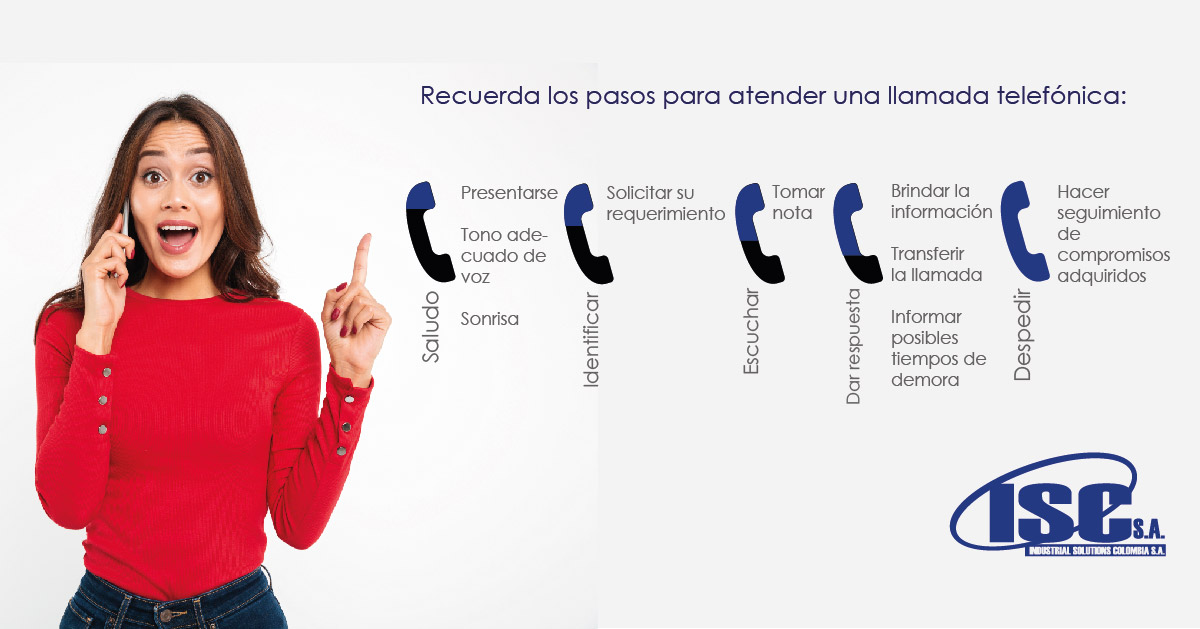 Recuerda los pasos para atender una llamada telefónica:
Saludo
Presentarse
Tono ade-
cuado de
voz
Sonrisa
Identificar
Solicitar su
requerimiento
Escuchar
Tomar
nota
Dar respuesta
Brindar la
información
Transferir
la llamada
Informar
posibles
tiempos de
demora
Despedir
Hacer
seguimiento
de
compromisos
adquiridos
ISC S.A.
INDUSTRIAL SOLUTIONS COLOMBIA S.A.